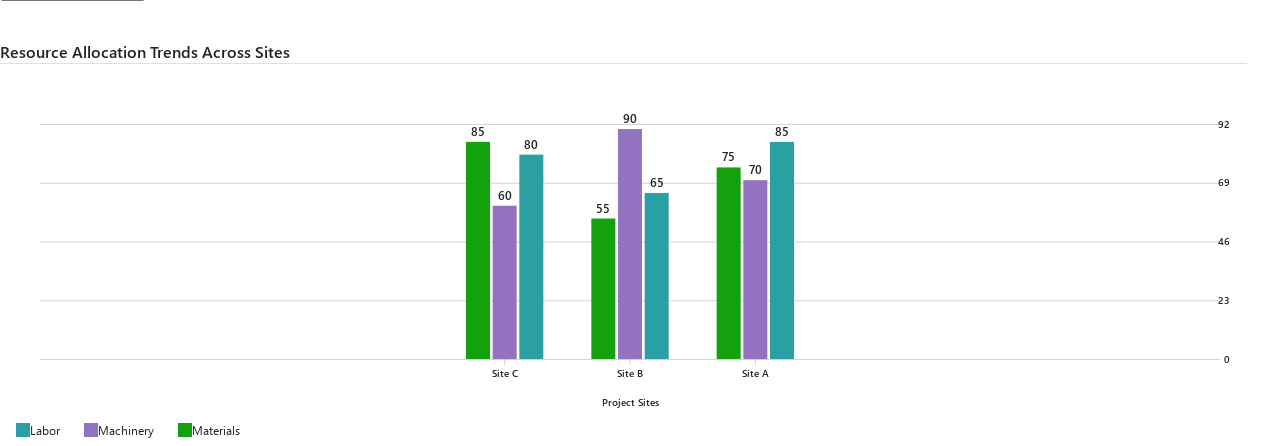 Resource Allocation Trends Across Sites
90
92
85
85
80
75
70
69
65
60
55
46
23
0
Site C
Site B
Site A
Project Sites
Labor
Machinery
Materials